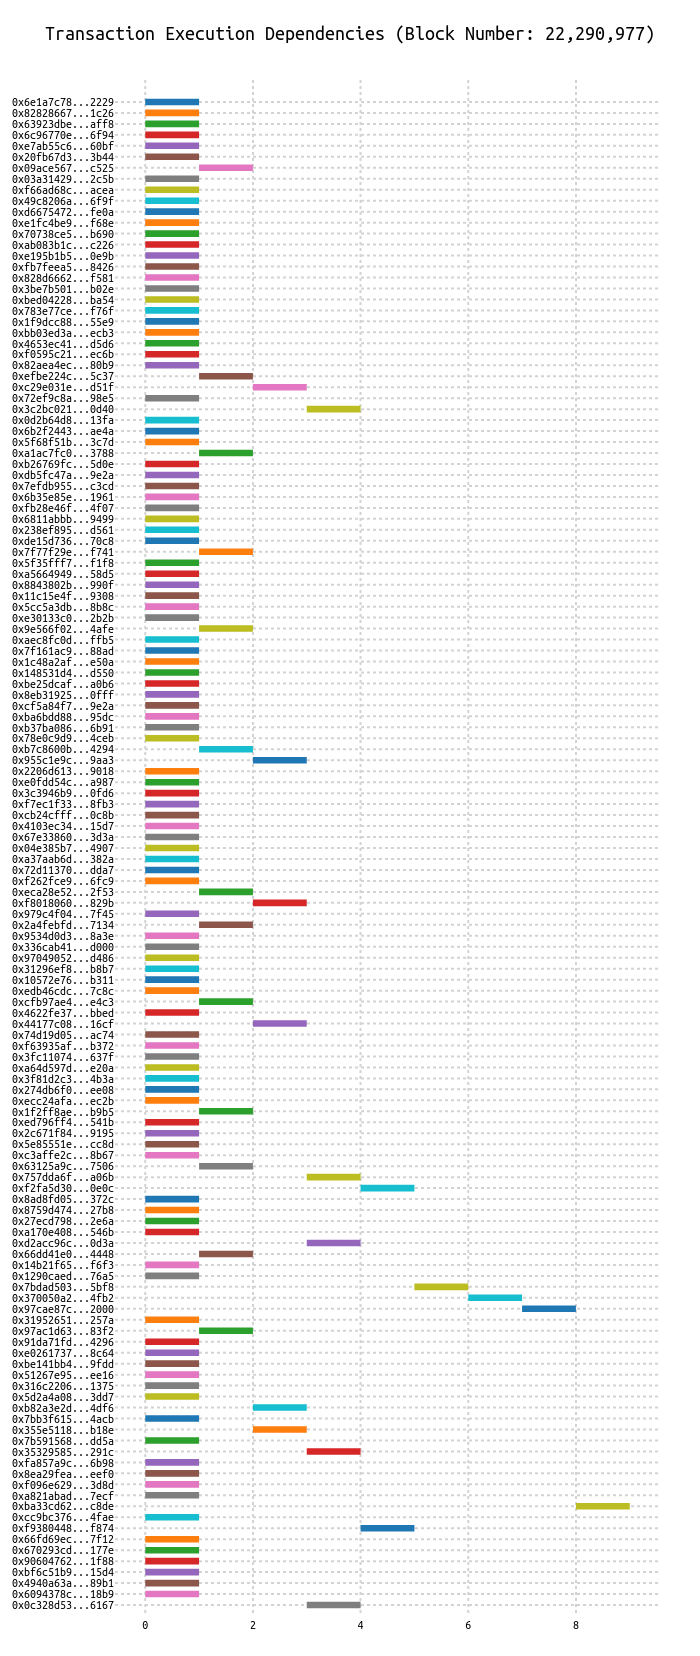 Transaction Execution Dependencies (Block Number: 22,290,977)
0x6e1a7c78...2229
0x82828667...1c26
0x63923dbe...aff8
0x6c96770e...6f94
0xe7ab55c6...60bf
0x20fb67d3...3b44
0x09ace567...c525
0x03a31429...2c5b
0xf66ad68c...acea
0x49c8206a...6f9f
0xd6675472...fe0a
0xe1fc4be9...f68e
0x70738ce5...b690
0xab083b1c...c226
0xe195b1b5...0e9b
0xfb7feea5...8426
0x828d6662...f581
0x3be7b501...b02e
0xbed04228...ba54
0x783e77ce...f76f
0x1f9dcc88...55e9
0xbb03ed3a...ecb3
0x4653ec41...d5d6
0xf0595c21...ec6b
0x82aea4ec...80b9
0xefbe224c...5c37
0xc29e031e...d51f
0x72ef9c8a...98e5
0x3c2bc021...0d40
0x0d2b64d8...13fa
0x6b2f2443...ae4a
0x5f68f51b...3c7d
0xa1ac7fc0...3788
0xb26769fc...5d0e
0xdb5fc47a...9e2a
0x7efdb955...c3cd
0x6b35e85e...1961
0xfb28e46f...4f07
0x6811abbb...9499
0x238ef895...d561
0xde15d736...70c8
0x7f77f29e...f741
0x5f35fff7...f1f8
0xa5664949...58d5
0x8843802b...990f
0x11c15e4f...9308
0x5cc5a3db...8b8c
0xe30133c0...2b2b
0x9e566f02...4afe
0xaec8fc0d...ffb5
0x7f161ac9...88ad
0x1c48a2af...e50a
0x148531d4...d550
0xbe25dcaf...a0b6
0x8eb31925...0fff
0xcf5a84f7...9e2a
0xba6bdd88...95dc
0xb37ba086...6b91
0x78e0c9d9...4ceb
0xb7c8600b...4294
0x955c1e9c...9aa3
0x2206d613...9018
0xe0fdd54c...a987
0x3c3946b9...0fd6
0xf7ec1f33...8fb3
0xcb24cfff...0c8b
0x4103ec34...15d7
0x67e33860...3d3a
0x04e385b7...4907
0xa37aab6d...382a
0x72d11370...dda7
0xf262fce9...6fc9
0xeca28e52...2f53
0xf8018060...829b
0x979c4f04...7f45
0x2a4febfd...7134
0x9534d0d3...8a3e
0x336cab41...d000
0x97049052...d486
0x31296ef8...b8b7
0x10572e76...b311
0xedb46cdc...7c8c
0xcfb97ae4...e4c3
0x4622fe37...bbed
0x44177c08...16cf
0x74d19d05...ac74
0xf63935af...b372
0x3fc11074...637f
0xa64d597d...e20a
0x3f81d2c3...4b3a
0x274db6f0...ee08
0xecc24afa...ec2b
0x1f2ff8ae...b9b5
0xed796ff4...541b
0x2c671f84...9195
0x5e85551e...cc8d
0xc3affe2c...8b67
0x63125a9c...7506
0x757dda6f...a06b
0xf2fa5d30...0e0c
0x8ad8fd05...372c
0x8759d474...27b8
0x27ecd798...2e6a
0xa170e408...546b
0xd2acc96c...0d3a
0x66dd41e0...4448
0x14b21f65...f6f3
0x1290caed...76a5
0x7bdad503...5bf8
0x370050a2...4fb2
0x97cae87c...2000
0x31952651...257a
0x97ac1d63...83f2
0x91da71fd...4296
0xe0261737...8c64
0xbe141bb4...9fdd
0x51267e95...ee16
0x316c2206...1375
0x5d2a4a08...3dd7
0xb82a3e2d...4df6
0x7bb3f615...4acb
0x355e5118...b18e
0x7b591568...dd5a
0x35329585...291c
0xfa857a9c...6b98
0x8ea29fea...eef0
0xf096e629...3d8d
0xa821abad...7ecf
0xba33cd62...c8de
0xcc9bc376...4fae
0xf9380448...f874
0x66fd69ec...7f12
0x670293cd...177e
0x90604762...1f88
0xbf6c51b9...15d4
0x4940a63a...89b1
0x6094378c...18b9
0x0c328d53...6167
0 2 4 6 8